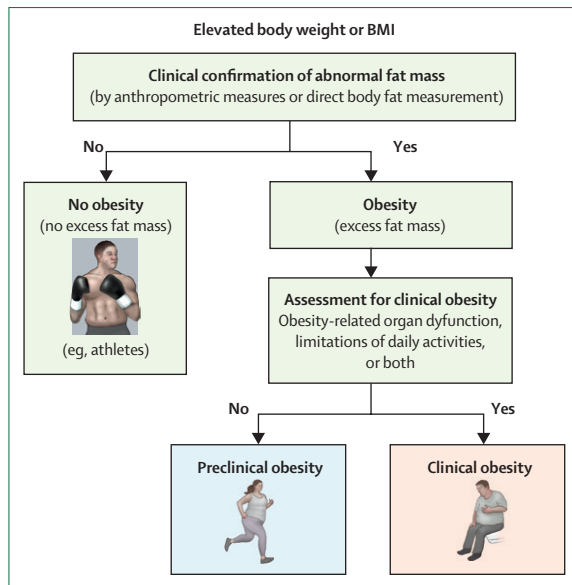 Elevated body weight or BMI
Clinical confirmation of abnormal fat mass
(by anthropometric measures or direct body fat measurement)
No
Yes
No obesity
(no excess fat mass)
(eg, athletes)
Obesity
(excess fat mass)
Assessment for clinical obesity
Obesity-related organ dyfunction,
limitations of daily activities,
or both
No
Yes
Preclinical obesity
Clinical obesity